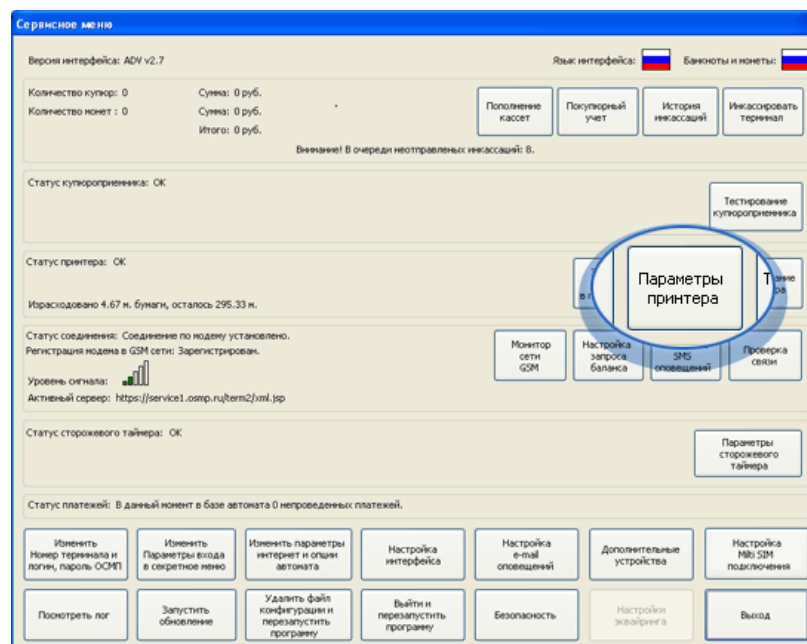 Сервисное меню
Версия интерфейса: ADV v2.7
Язык интерфейса:
Банкноты и монеты:
Количество купюр: 0
Сумма: 0 руб.
Количество монет : 0
Сумма: 0 руб.
Итого: 0 руб.
Пополнение
кассет
Покупюрный
учет
История
инкассаций
Инкассировать
терминал
Внимание! В очереди неотправленых инкассаций: 8.
Статус купюроприемника: OK
Тестирование
купюроприемника
Статус принтера: OK
Параметры
принтера
Израсходовано 4.67 м. бумаги, осталось 295.33 м.
Статус соединения: Соединение по модему установлено.
Регистрация модема в GSM сети: Зарегистрирован.
Уровень сигнала:
Активный сервер: https://service1.osmp.ru/term2/xml.jsp
Монитор
сети
GSM
Настройка
запроса
баланса
SMS
оповещений
Проверка
связи
Статус сторожевого таймера: OK
Параметры
сторожевого
таймера
Статус платежей: В данный момент в базе автомата 0 непроведенных платежей.
Изменить
Номер терминала и
логин, пароль ОСМП
Изменить
Параметры входа
в секретное меню
Изменить параметры
интернет и опции
автомата
Настройка
интерфейса
Настройка
e-mail
оповещений
Дополнительные
устройства
Настройка
Milti SIM
подключения
Посмотреть лог
Запустить
обновление
Удалить файл
конфигурации и
перезапустить
программу
Выйти и
перезапустить
программу
Безопасность
Настройки
эквайринга
Выход